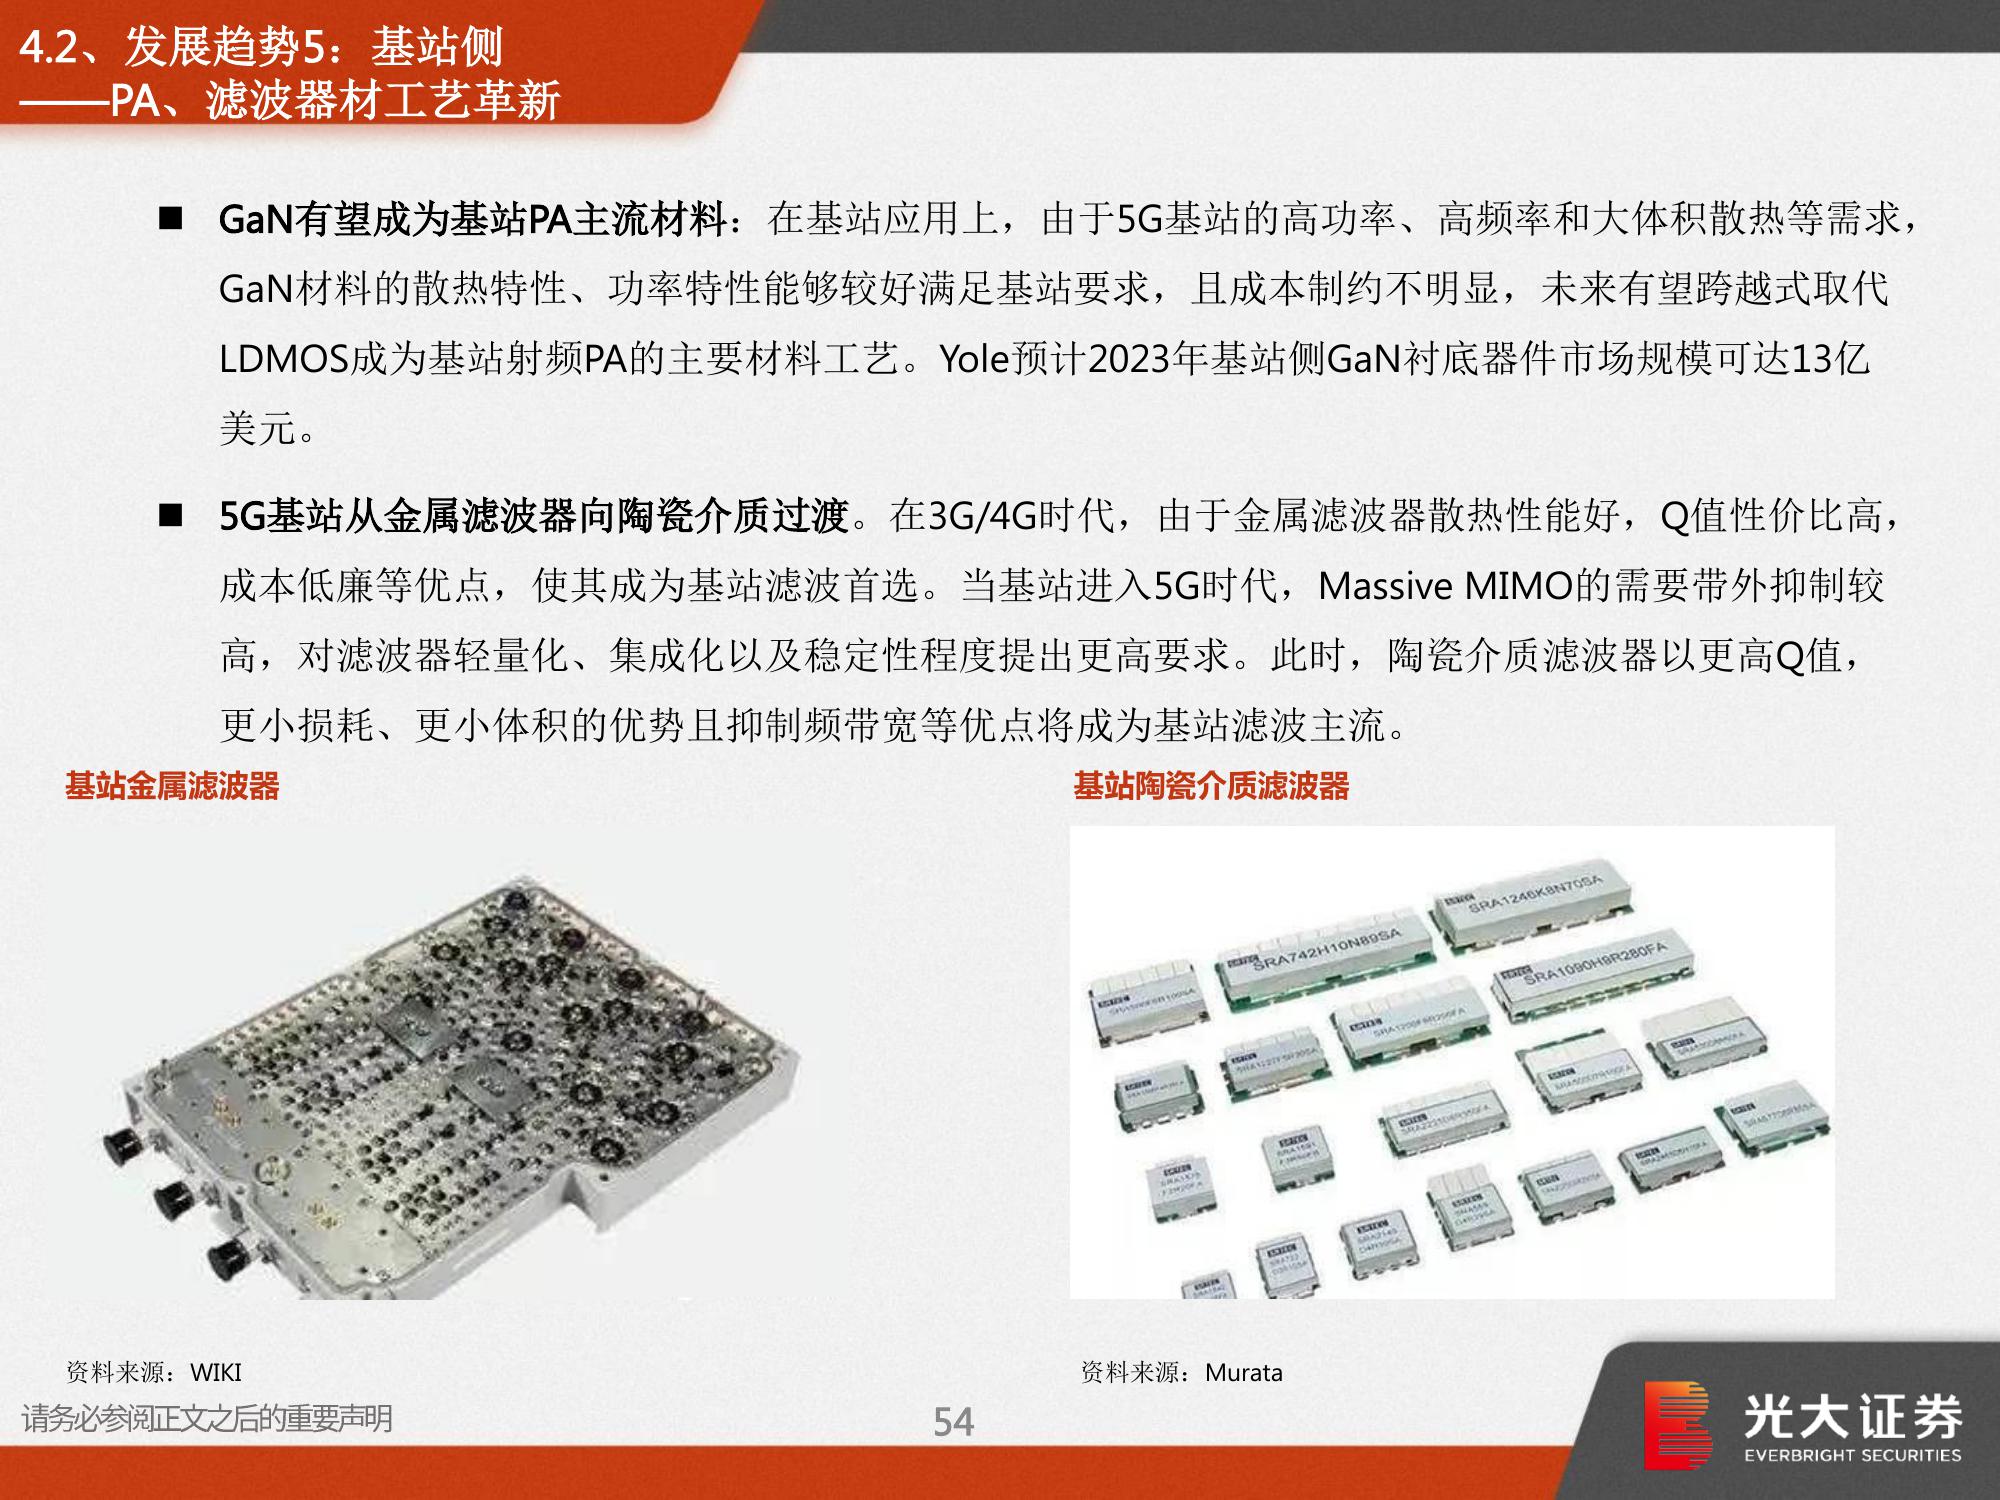 4.2、发展趋势5：基站侧
——PA、滤波器材工艺革新
■ GaN有望成为基站PA主流材料：在基站应用上，由于5G基站的高功率、高频率和大体积散热等需求，
GaN材料的散热特性、功率特性能够较好满足基站要求，且成本制约不明显，未来有望跨越式取代
LDMOS成为基站射频PA的主要材料工艺。Yole预计2023年基站侧GaN衬底器件市场规模可达13亿
美元。
■ 5G基站从金属滤波器向陶瓷介质过渡。在3G/4G时代，由于金属滤波器散热性能好，Q值性价比高，
成本低廉等优点，使其成为基站滤波首选。当基站进入5G时代，Massive MIMO的需要带外抑制较
高，对滤波器轻量化、集成化以及稳定性程度提出更高要求。此时，陶瓷介质滤波器以更高Q值，
更小损耗、更小体积的优势且抑制频带宽等优点将成为基站滤波主流。
基站金属滤波器
基站陶瓷介质滤波器
SRA1246K8N70SA
SRA742H10N89SA
SRA1090H9R280FA
资料来源：WIKI
资料来源：Murata
请务必参阅正文之后的重要声明
54
光大证券
EVERBRIGHT SECURITIES